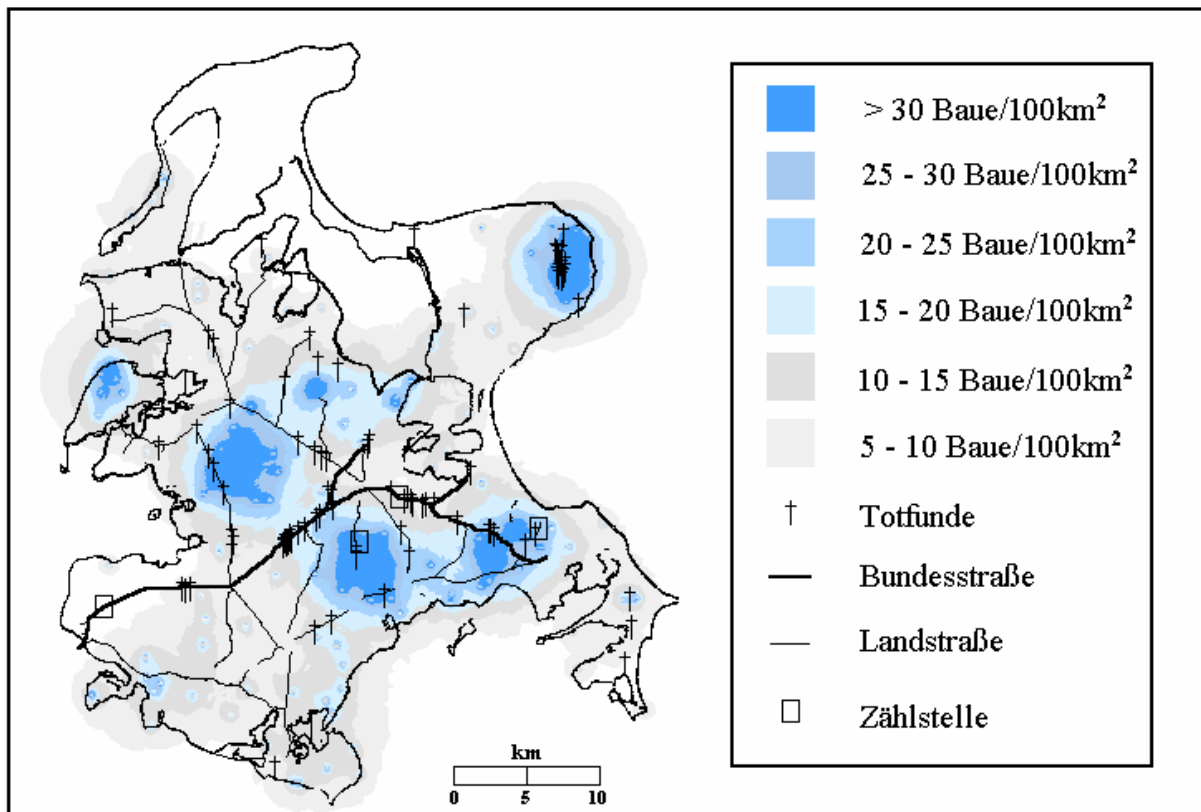 > 30 Baue/100km²
25 - 30 Baue/100km²
20 - 25 Baue/100km²
15 - 20 Baue/100km²
10 - 15 Baue/100km²
5 - 10 Baue/100km²
Totfunde
Bundesstraße
Landstraße
Zählstelle
km
0 5 10